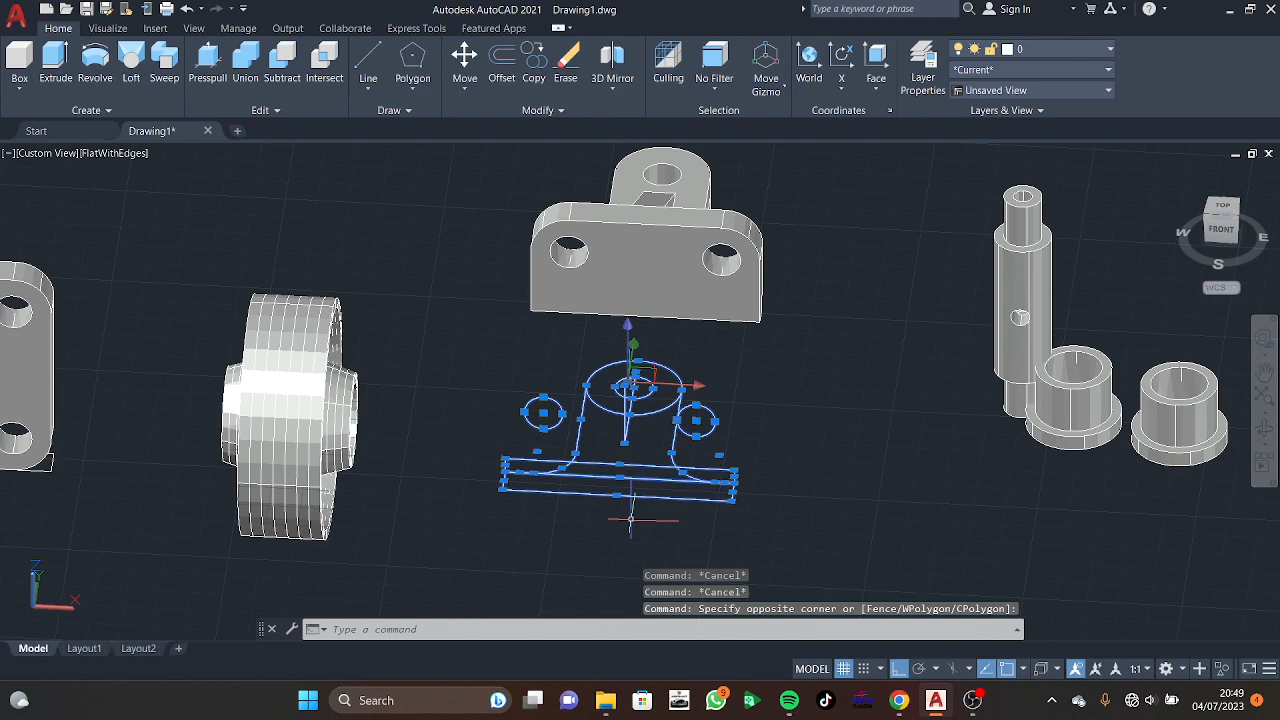 Autodesk AutoCAD 2021 Drawing1.dwg
Type a keyword or phrase
Sign In
Home Visualize Insert View Manage Output Collaborate Express Tools Featured Apps
Box Extrude Revolve Loft Sweep
Presspull Union Subtract Intersect
Line Polygon
Move Offset Copy Erase 3D Mirror
Culling No Filter Move Gizmo
World X Face
Layer Properties
0
*Current*
Unsaved View
Create Edit Draw Modify Selection Coordinates Layers & View
Start Drawing1*
[−][Custom View][FlatWithEdges]
TOP
FRONT
W E
S
WCS
Z
Y
X
Command: *Cancel*
Command: *Cancel*
Command: Specify opposite corner or [Fence/WPolygon/CPolygon]:
Type a command
Model Layout1 Layout2
MODEL
1:1
Search
9
20:49
04/07/2023
4